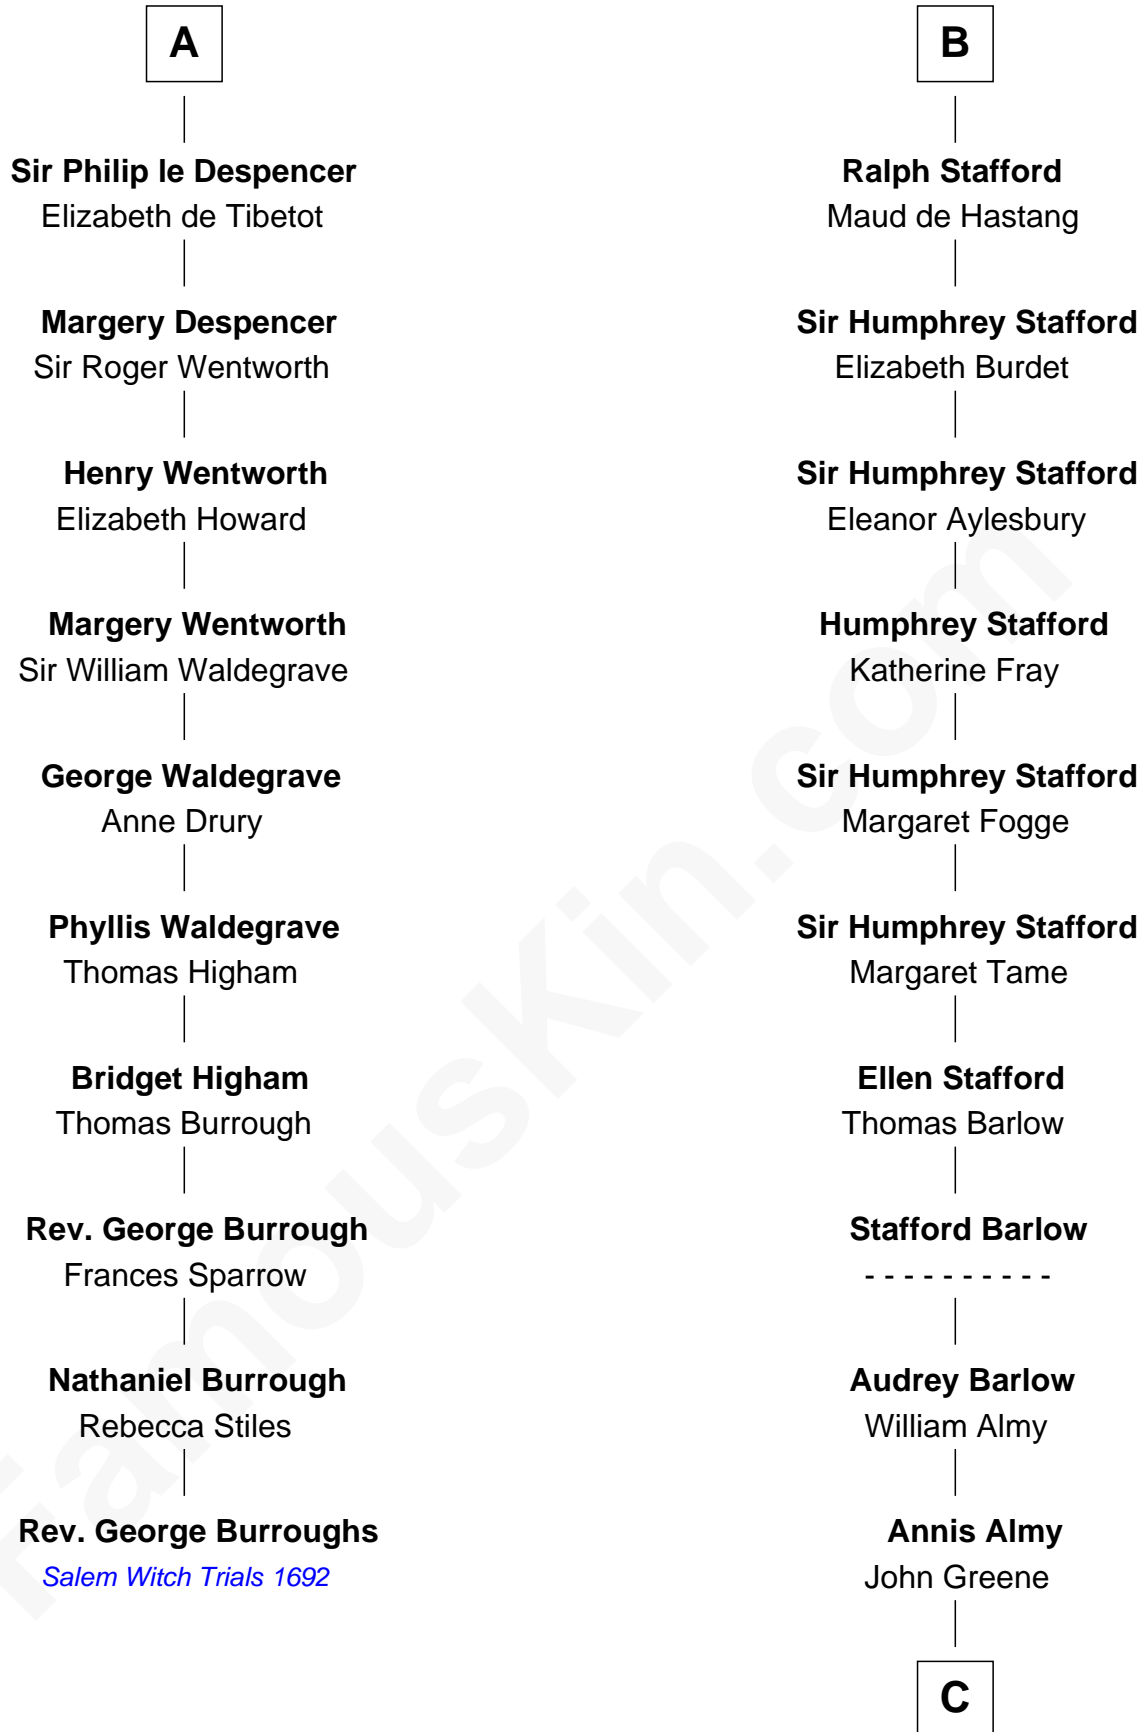 A
Sir Philip le Despencer
Elizabeth de Tibetot
Margery Despencer
Sir Roger Wentworth
Henry Wentworth
Elizabeth Howard
Margery Wentworth
Sir William Waldegrave
George Waldegrave
Anne Drury
Phyllis Waldegrave
Thomas Higham
Bridget Higham
Thomas Burrough
Rev. George Burrough
Frances Sparrow
Nathaniel Burrough
Rebecca Stiles
Rev. George Burroughs
Salem Witch Trials 1692
B
Ralph Stafford
Maud de Hastang
Sir Humphrey Stafford
Elizabeth Burdet
Sir Humphrey Stafford
Eleanor Aylesbury
Humphrey Stafford
Katherine Fray
Sir Humphrey Stafford
Margaret Fogge
Sir Humphrey Stafford
Margaret Tame
Ellen Stafford
Thomas Barlow
Stafford Barlow
- - - - - - - - - -
Audrey Barlow
William Almy
Annis Almy
John Greene
C
FamousKin.com